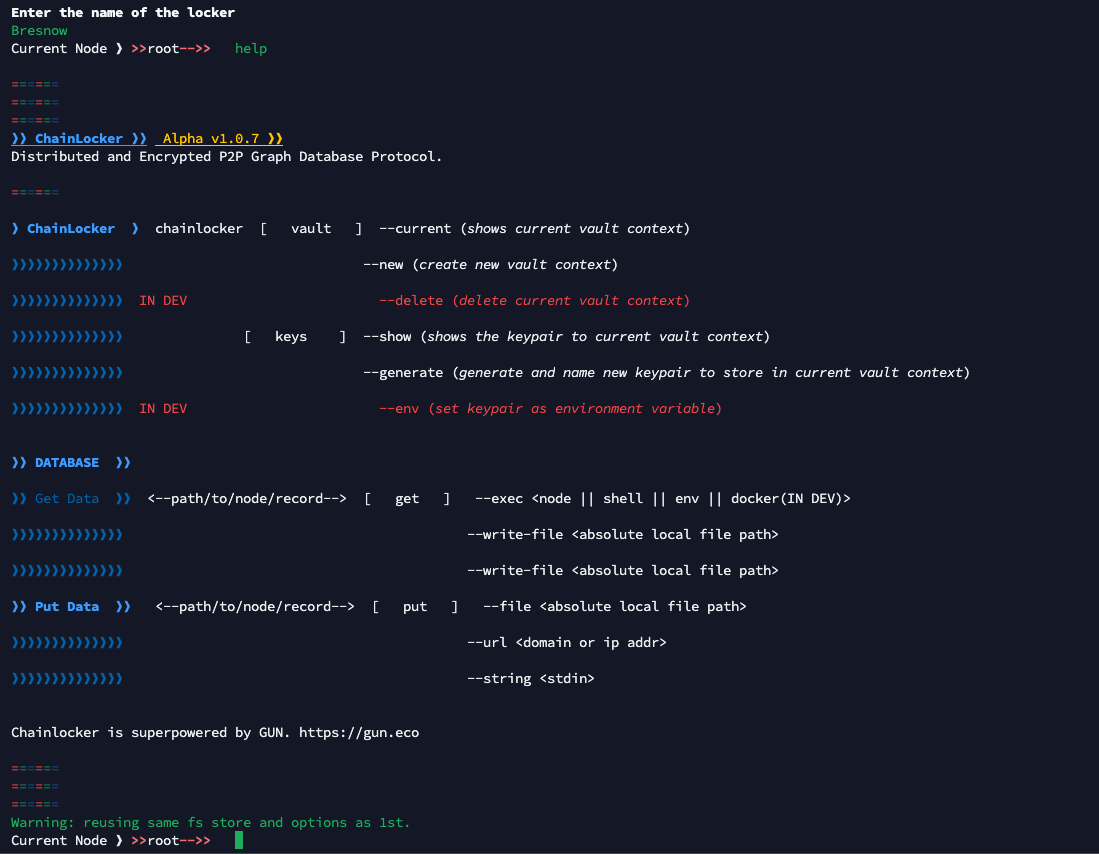 Enter the name of the locker
Bresnow
Current Node ❯ >>root-->> help
======
======
======
❯❯ ChainLocker ❯❯ Alpha v1.0.7 ❯❯
Distributed and Encrypted P2P Graph Database Protocol.
======
❯ ChainLocker ❯ chainlocker [ vault ] --current (shows current vault context)
❯❯❯❯❯❯❯❯❯❯❯❯❯❯ --new (create new vault context)
❯❯❯❯❯❯❯❯❯❯❯❯❯❯ IN DEV --delete (delete current vault context)
❯❯❯❯❯❯❯❯❯❯❯❯❯❯ [ keys ] --show (shows the keypair to current vault context)
❯❯❯❯❯❯❯❯❯❯❯❯❯❯ --generate (generate and name new keypair to store in current vault context)
❯❯❯❯❯❯❯❯❯❯❯❯❯❯ IN DEV --env (set keypair as environment variable)
❯❯ DATABASE ❯❯
❯❯ Get Data ❯❯ <--path/to/node/record--> [ get ] --exec <node || shell || env || docker(IN DEV)>
❯❯❯❯❯❯❯❯❯❯❯❯❯❯ --write-file <absolute local file path>
❯❯❯❯❯❯❯❯❯❯❯❯❯❯ --write-file <absolute local file path>
❯❯ Put Data ❯❯ <--path/to/node/record--> [ put ] --file <absolute local file path>
❯❯❯❯❯❯❯❯❯❯❯❯❯❯ --url <domain or ip addr>
❯❯❯❯❯❯❯❯❯❯❯❯❯❯ --string <stdin>
Chainlocker is superpowered by GUN. https://gun.eco
======
======
======
Warning: reusing same fs store and options as 1st.
Current Node ❯ >>root-->>